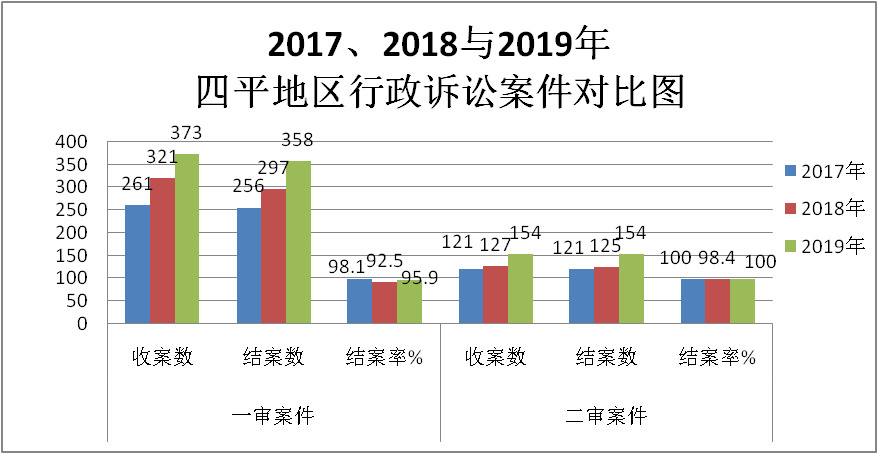 2017、2018与2019年
四平地区行政诉讼案件对比图
400
350
300
250
200
150
100
50
0
261
321
373
256
297
358
98.1
92.5
95.9
121
127
154
121
125
154
100
98.4
100
收案数
结案数
结案率%
收案数
结案数
结案率%
一审案件
二审案件
2017年
2018年
2019年